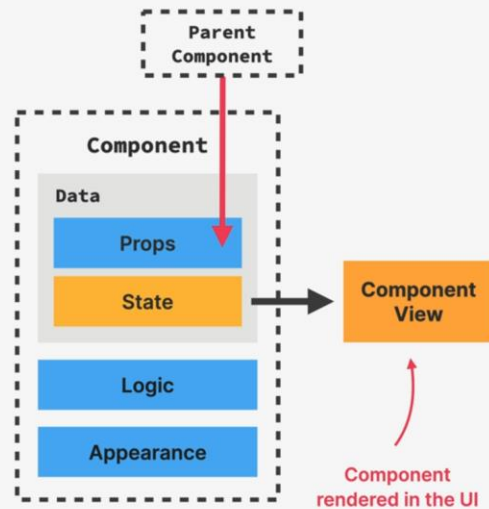 Parent
Component
Component
Data
Props
State
Logic
Appearance
Component
View
Component
rendered in the UI